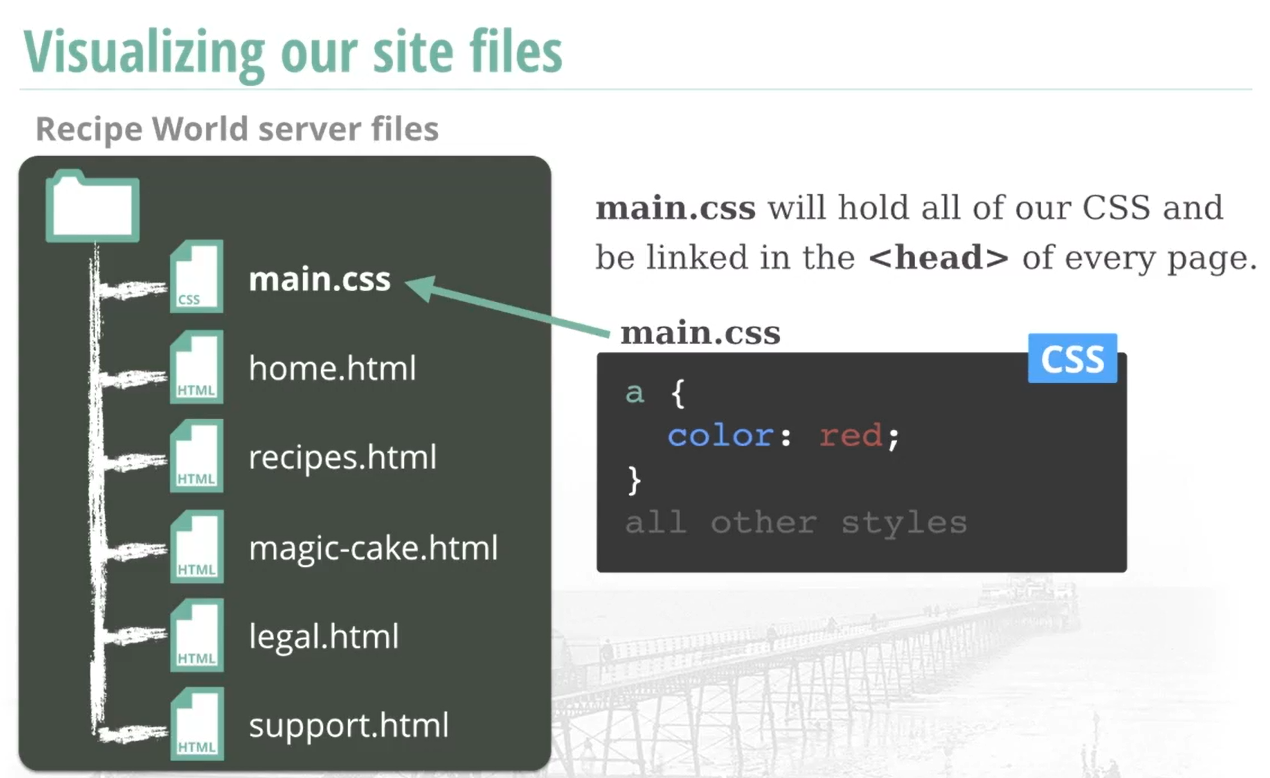 Visualizing our site files
Recipe World server files
CSS
main.css
HTML
home.html
HTML
recipes.html
HTML
magic-cake.html
HTML
legal.html
HTML
support.html
main.css will hold all of our CSS and
be linked in the <head> of every page.
main.css
CSS
a {
  color: red;
}
all other styles